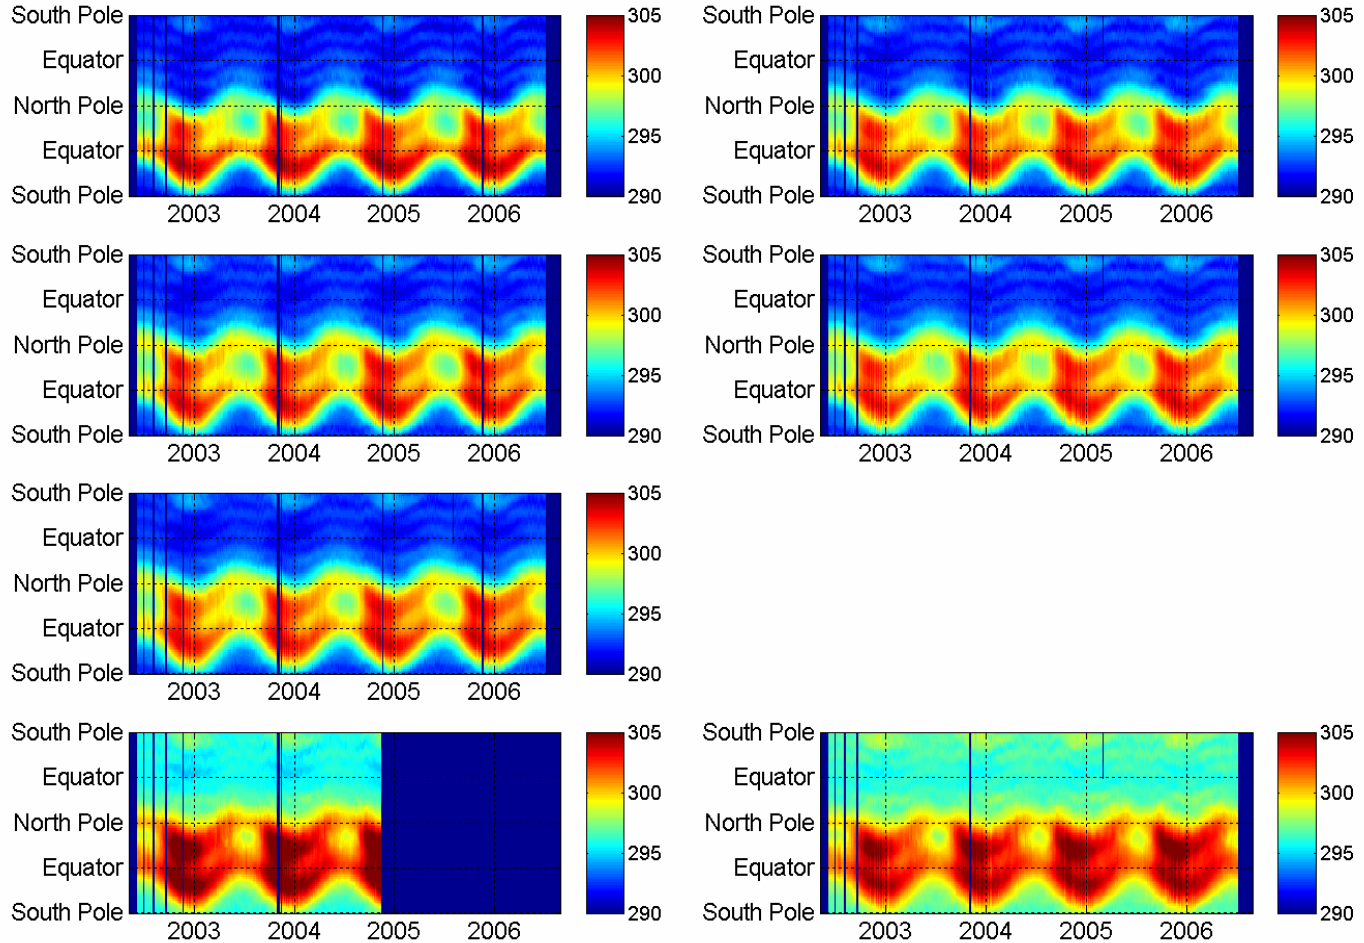 South Pole 305 South Pole 305
Equator 300 Equator 300
North Pole North Pole
295 295
Equator Equator
South Pole 290 South Pole 290
2003 2004 2005 2006 2003 2004 2005 2006
South Pole 305 South Pole 305
Equator 300 Equator 300
North Pole North Pole
295 295
Equator Equator
South Pole 290 South Pole 290
2003 2004 2005 2006 2003 2004 2005 2006
South Pole 305
Equator 300
North Pole
295
Equator
South Pole 290
2003 2004 2005 2006
South Pole 305 South Pole 305
Equator 300 Equator 300
North Pole North Pole
295 295
Equator Equator
South Pole 290 South Pole 290
2003 2004 2005 2006 2003 2004 2005 2006